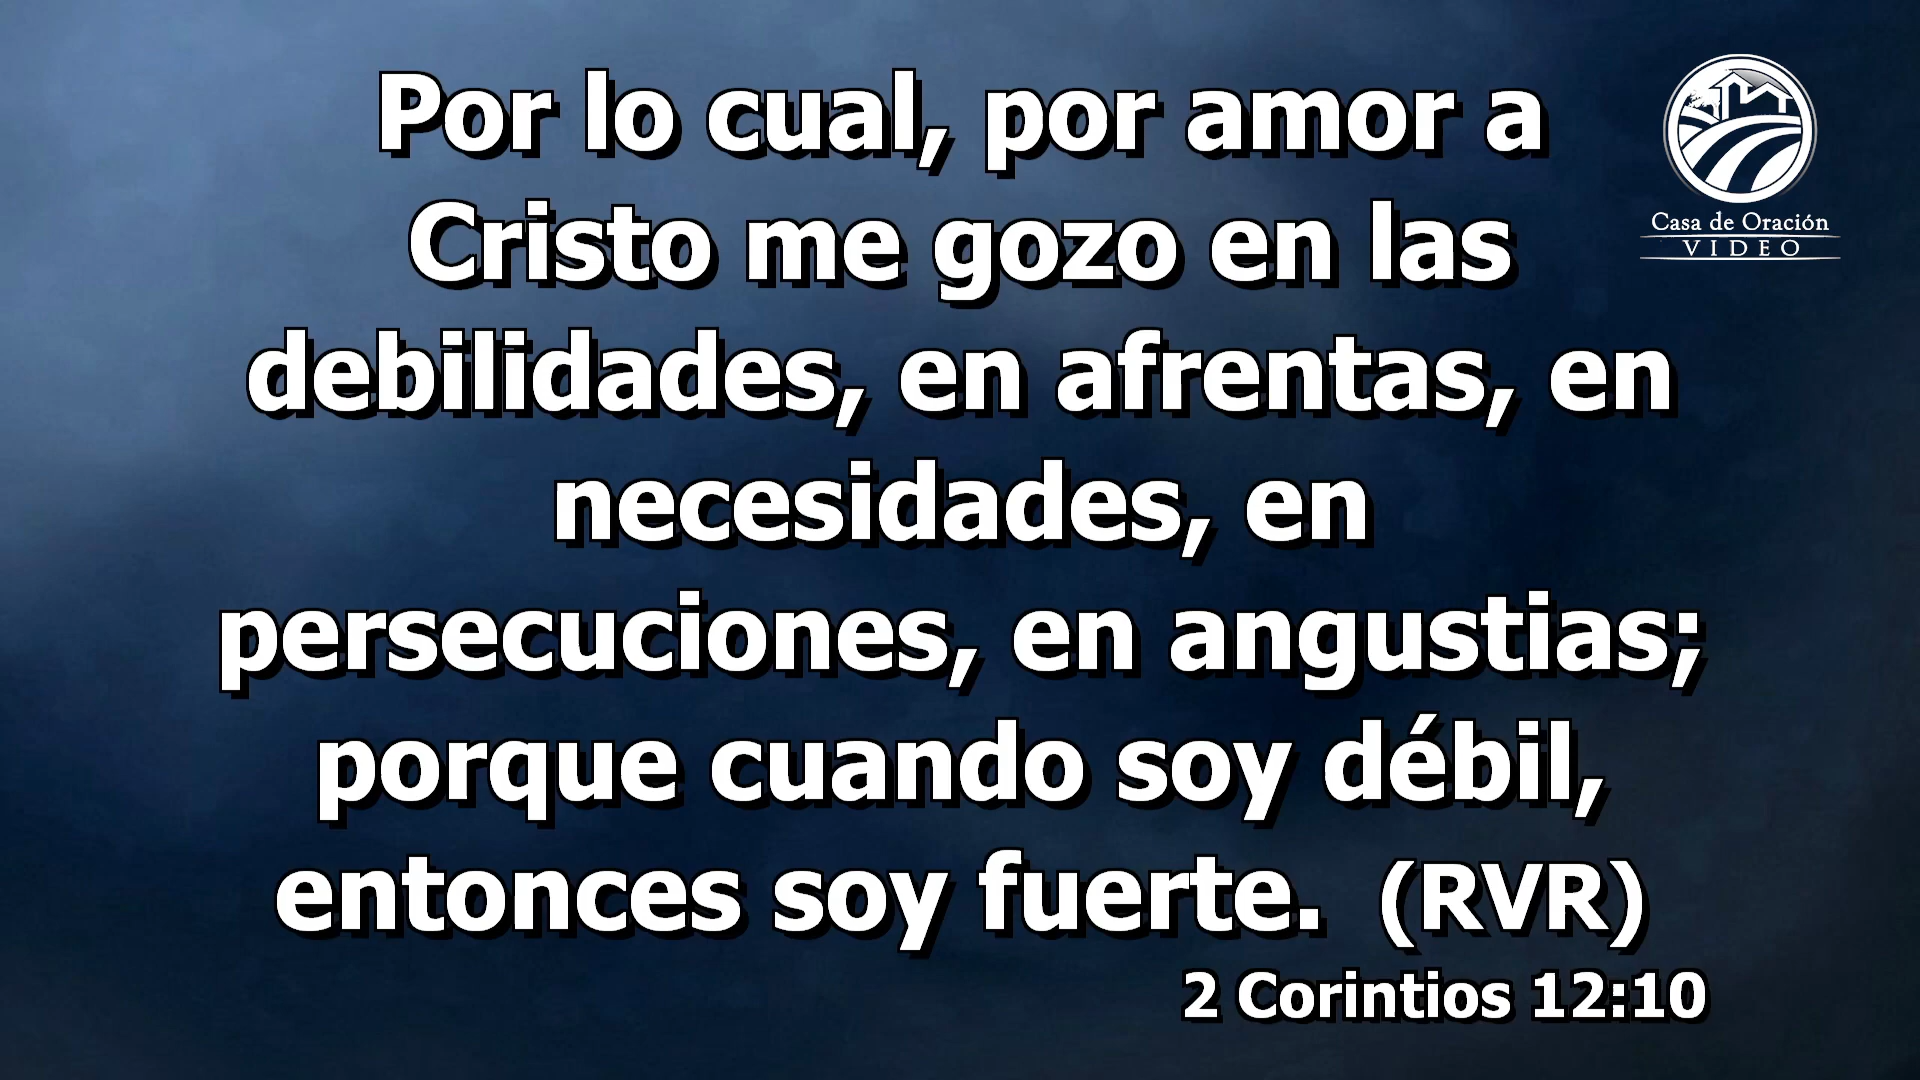 Por lo cual, por amor a
Cristo me gozo en las
debilidades, en afrentas, en
necesidades, en
persecuciones, en angustias;
porque cuando soy débil,
entonces soy fuerte. (RVR)
2 Corintios 12:10
Casa de Oración
VIDEO